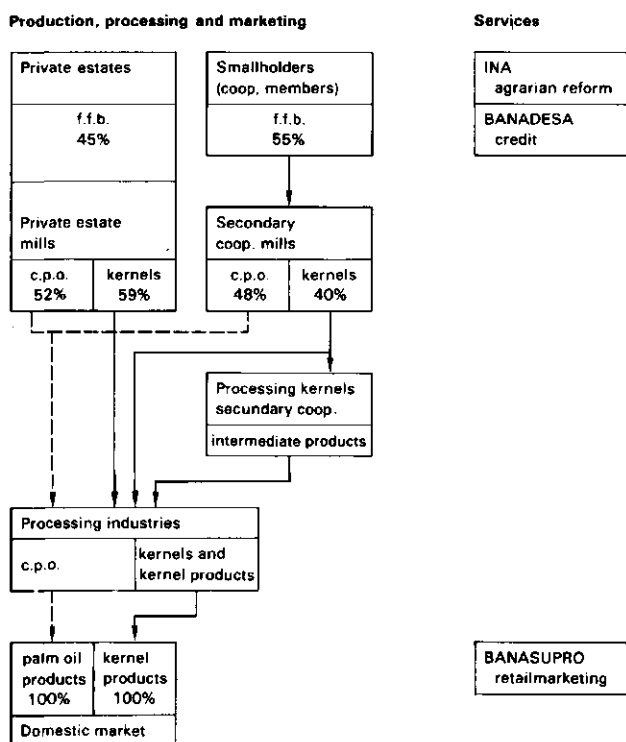 Production, processing and marketing
Services
Private estates
f.f.b.
45%
Smallholders
(coop, members)
f.f.b.
55%
INA
agrarian reform
BANADESA
credit
Private estate
mills
c.p.o.
52%
kernels
59%
Secondary
coop. mills
c.p.o.
48%
kernels
40%
Processing kernels
secundary coop.
intermediate products
Processing industries
c.p.o.
kernels and
kernel products
palm oil
products
100%
kernel
products
100%
Domestic market
BANASUPRO
retailmarketing